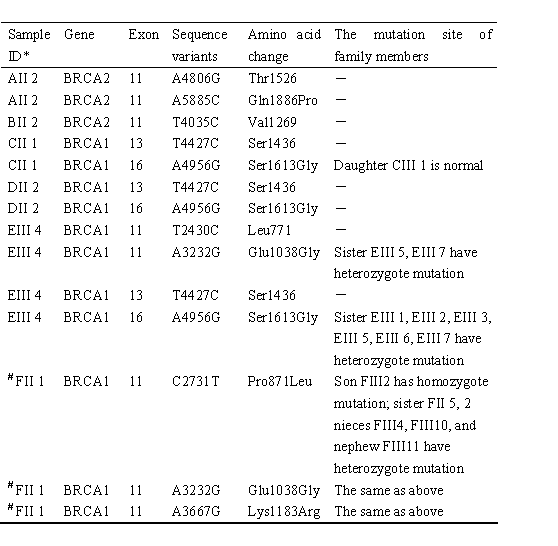 Sample Gene Exon Sequence Amino acid The mutation site of
ID* variants change family members
AII 2 BRCA2 11 A4806G Thr1526 —
AII 2 BRCA2 11 A5885C Gln1886Pro —
BII 2 BRCA2 11 T4035C Val1269 —
CII 1 BRCA1 13 T4427C Ser1436 —
CII 1 BRCA1 16 A4956G Ser1613Gly Daughter CIII 1 is normal
DII 2 BRCA1 13 T4427C Ser1436 —
DII 2 BRCA1 16 A4956G Ser1613Gly —
EIII 4 BRCA1 11 T2430C Leu771 —
EIII 4 BRCA1 11 A3232G Glu1038Gly Sister EIII 5, EIII 7 have
heterozygote mutation
EIII 4 BRCA1 13 T4427C Ser1436 —
EIII 4 BRCA1 16 A4956G Ser1613Gly Sister EIII 1, EIII 2, EIII 3,
EIII 5, EIII 6, EIII 7 have
heterozygote mutation
#FII 1 BRCA1 11 C2731T Pro871Leu Son FIII2 has homozygote
mutation; sister FII 5, 2
nieces FIII4, FIII10, and
nephew FIII11 have
heterozygote mutation
#FII 1 BRCA1 11 A3232G Glu1038Gly The same as above
#FII 1 BRCA1 11 A3667G Lys1183Arg The same as above